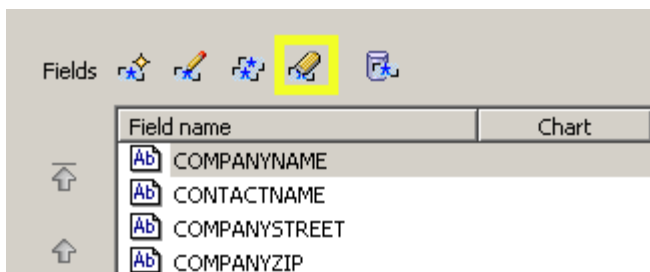 Fields
Field name Chart
Ab COMPANYNAME
Ab CONTACTNAME
Ab COMPANYSTREET
Ab COMPANYZIP